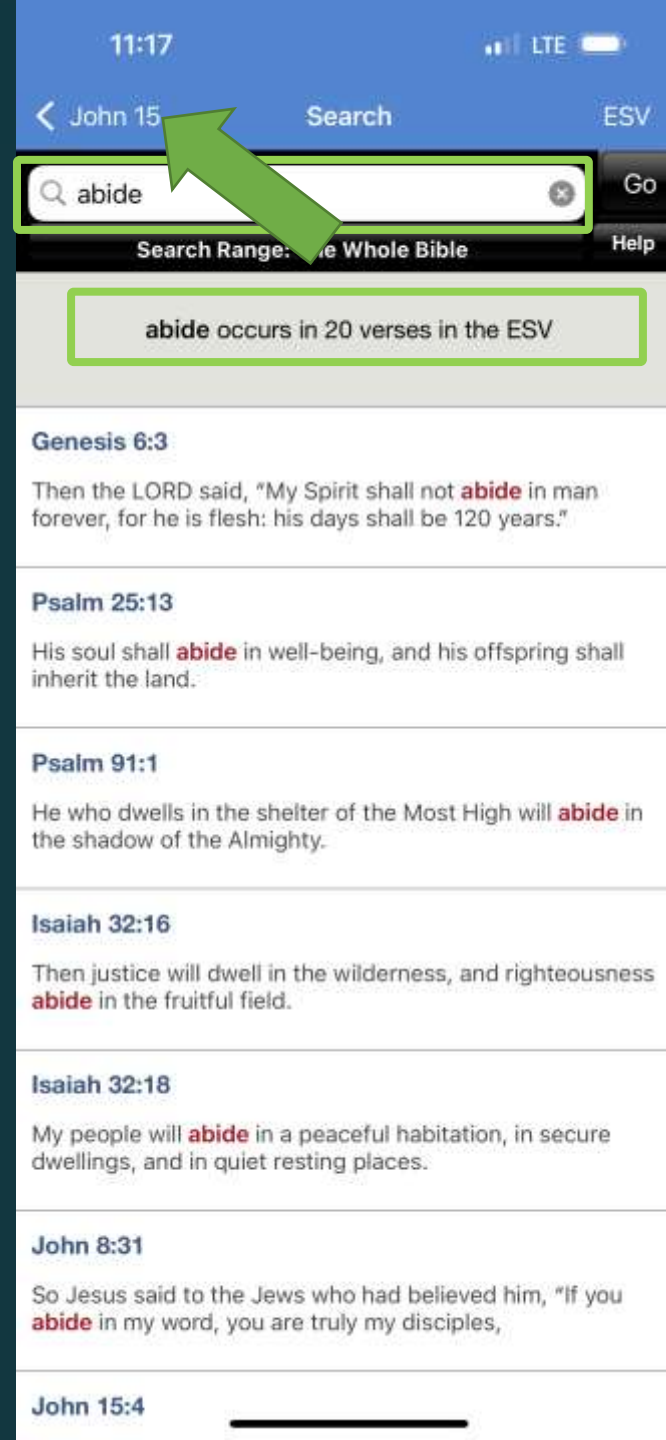 11:17 LTE
John 15 Search ESV
abide Go
Search Range: e Whole Bible Help
abide occurs in 20 verses in the ESV
Genesis 6:3
Then the LORD said, "My Spirit shall not abide in man
forever, for he is flesh: his days shall be 120 years."
Psalm 25:13
His soul shall abide in well-being, and his offspring shall
inherit the land.
Psalm 91:1
He who dwells in the shelter of the Most High will abide in
the shadow of the Almighty.
Isaiah 32:16
Then justice will dwell in the wilderness, and righteousness
abide in the fruitful field.
Isaiah 32:18
My people will abide in a peaceful habitation, in secure
dwellings, and in quiet resting places.
John 8:31
So Jesus said to the Jews who had believed him, "If you
abide in my word, you are truly my disciples,
John 15:4